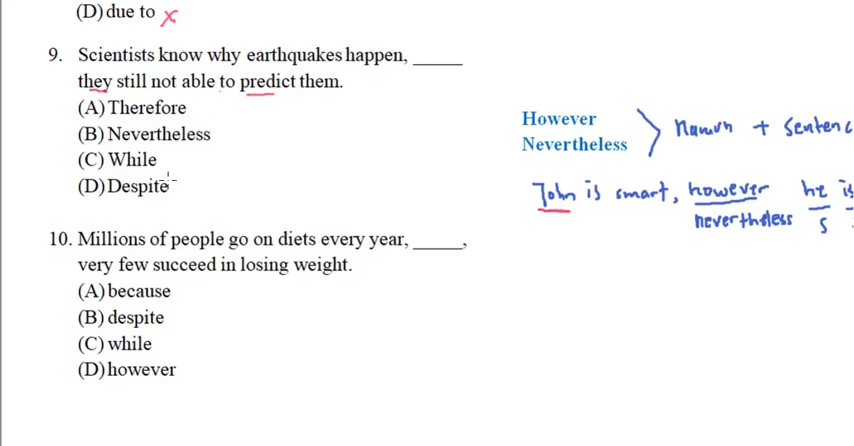 (D) due to x
9. Scientists know why earthquakes happen, _____
they still not able to predict them.
(A) Therefore
(B) Nevertheless
(C) While
(D) Despite
However
Nevertheless
+ Sentenc
John is smart, however he is
nevertheless S
10. Millions of people go on diets every year, _____,
very few succeed in losing weight.
(A) because
(B) despite
(C) while
(D) however